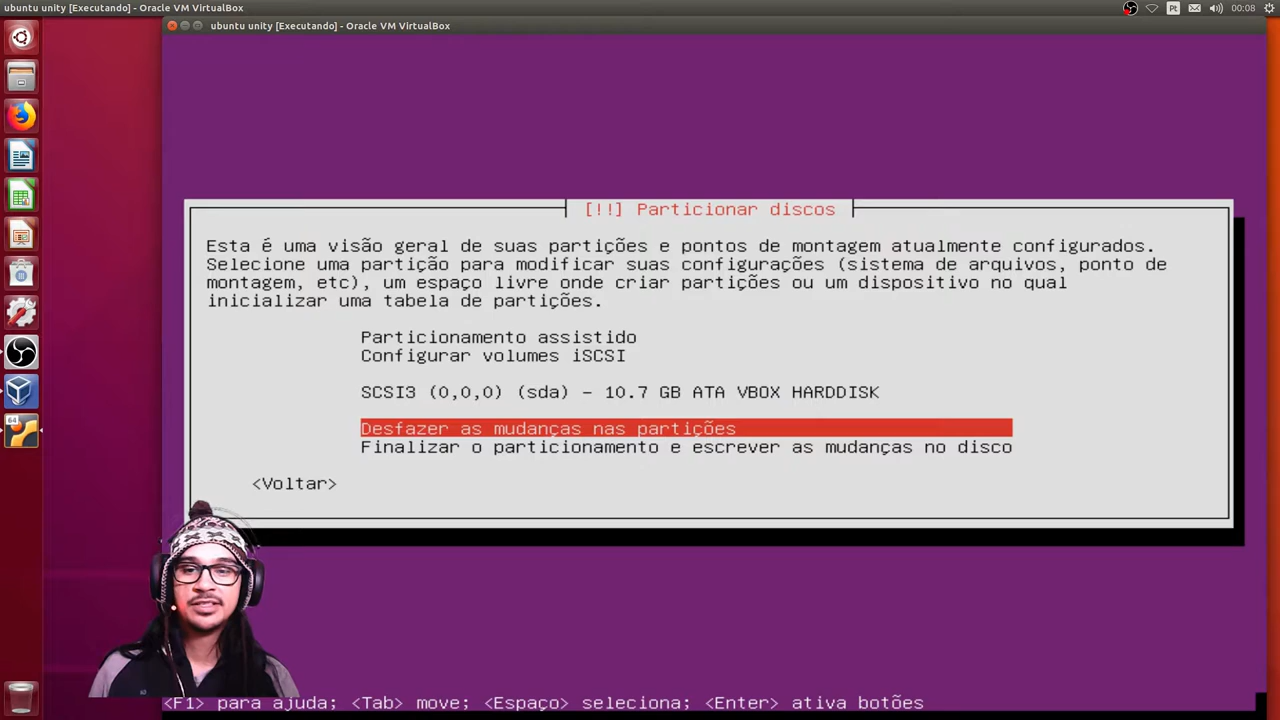 ubuntu unity [Executando] - Oracle VM VirtualBox
Pt
00:08
ubuntu unity [Executando] - Oracle VM VirtualBox
[!!] Particionar discos
Esta é uma visão geral de suas partições e pontos de montagem atualmente configurados.
Selecione uma partição para modificar suas configurações (sistema de arquivos, ponto de
montagem, etc), um espaço livre onde criar partições ou um dispositivo no qual
inicializar uma tabela de partições.
Particionamento assistido
Configurar volumes iSCSI
SCSI3 (0,0,0) (sda) - 10.7 GB ATA VBOX HARDDISK
Desfazer as mudanças nas partições
Finalizar o particionamento e escrever as mudanças no disco
<Voltar>
64
<F1> para ajuda; <Tab> move; <Espaço> seleciona; <Enter> ativa botões